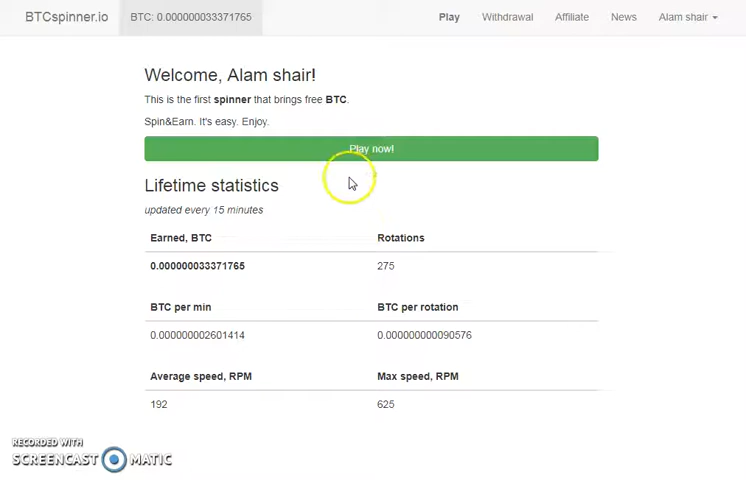 BTCspinner.io BTC: 0.000000033371765 Play Withdrawal Affiliate News Alam shair
Welcome, Alam shair!
This is the first spinner that brings free BTC.
Spin&Earn. It's easy. Enjoy.
Play now!
Lifetime statistics
updated every 15 minutes
Earned, BTC Rotations
0.000000033371765 275
BTC per min BTC per rotation
0.000000002601414 0.000000000090576
Average speed, RPM Max speed, RPM
192 625
RECORDED WITH
SCREENCAST MATIC